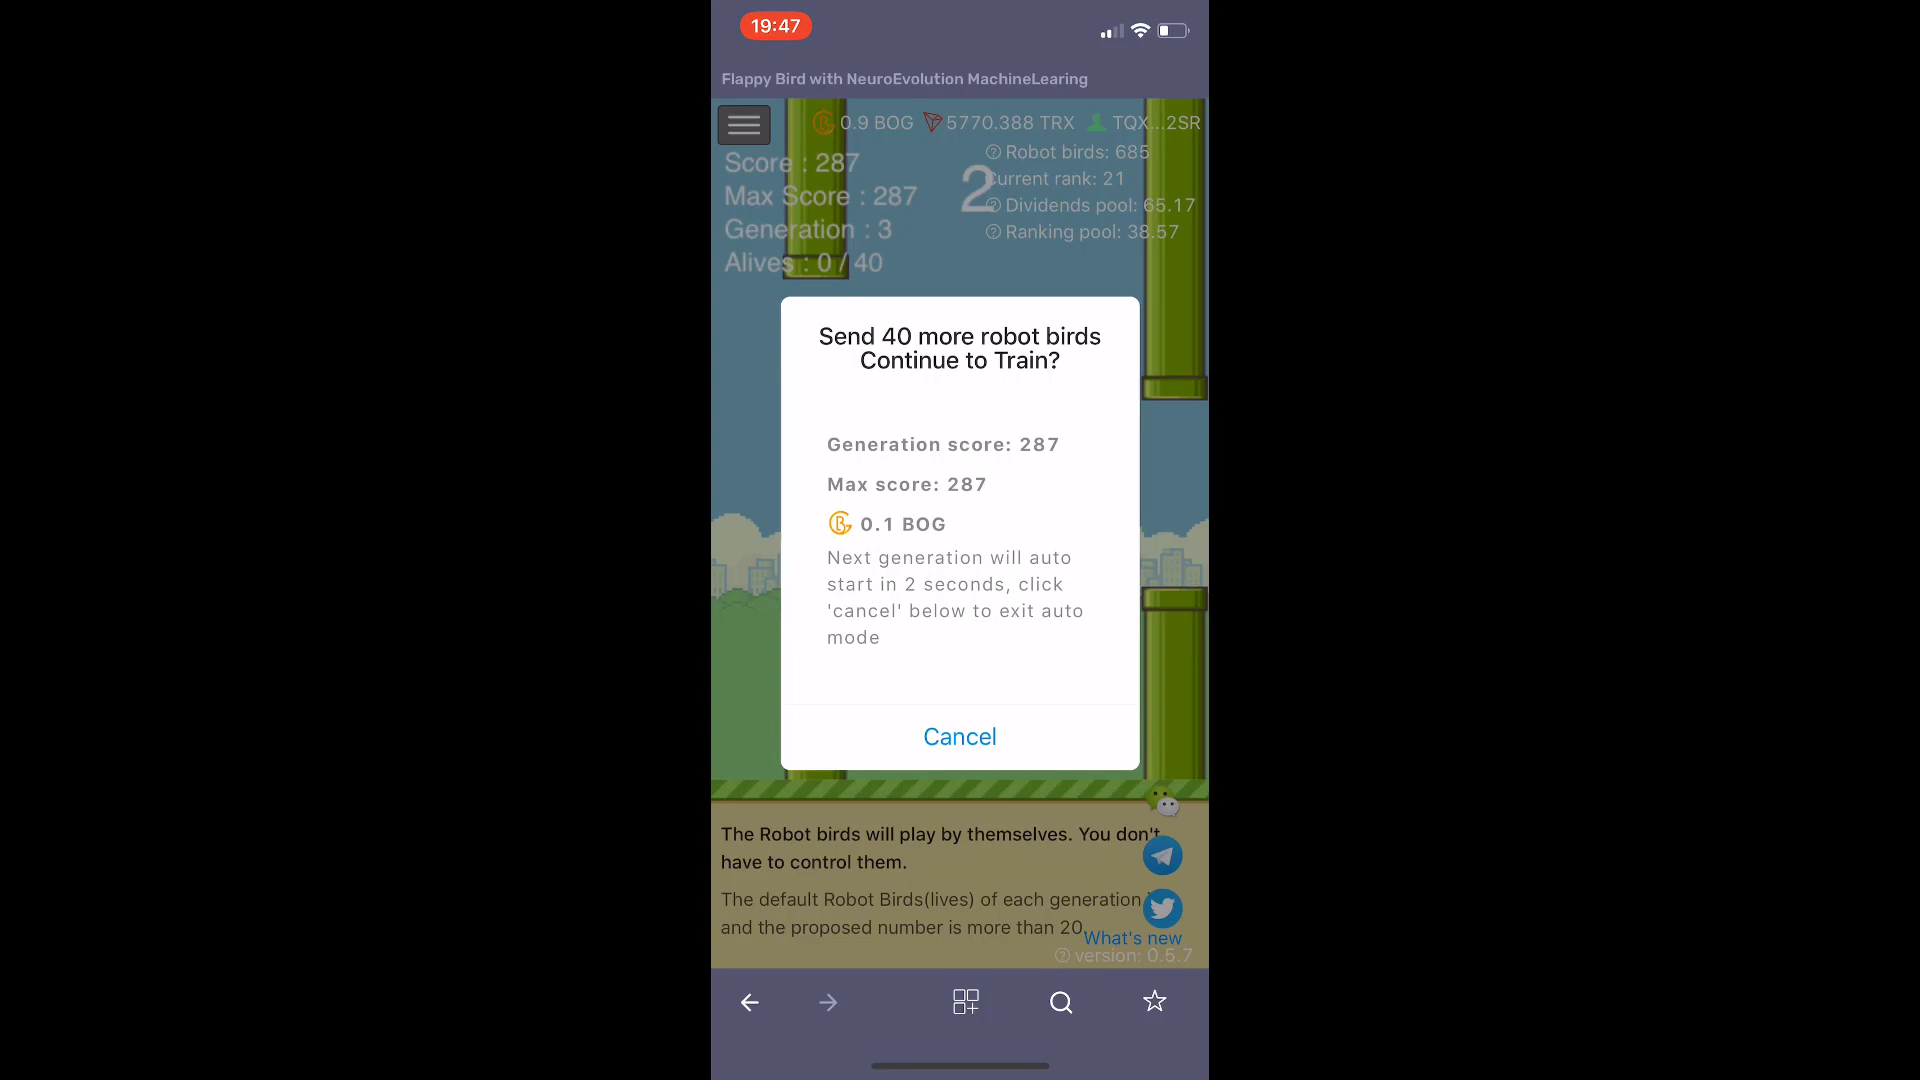 19:47
Flappy Bird with NeuroEvolution MachineLearing
0.9 BOG 5770.388 TRX TQX...2SR
Score : 287
Max Score : 287
Generation : 3
Alives : 0 / 40
2
Robot birds: 685
Current rank: 21
Dividends pool: 65.17
Ranking pool: 38.57
Send 40 more robot birds
Continue to Train?
Generation score: 287
Max score: 287
0.1 BOG
Next generation will auto
start in 2 seconds, click
'cancel' below to exit auto
mode
Cancel
The Robot birds will play by themselves. You don't
have to control them.
The default Robot Birds(lives) of each generation
and the proposed number is more than 20.
What's new
version: 0.5.7